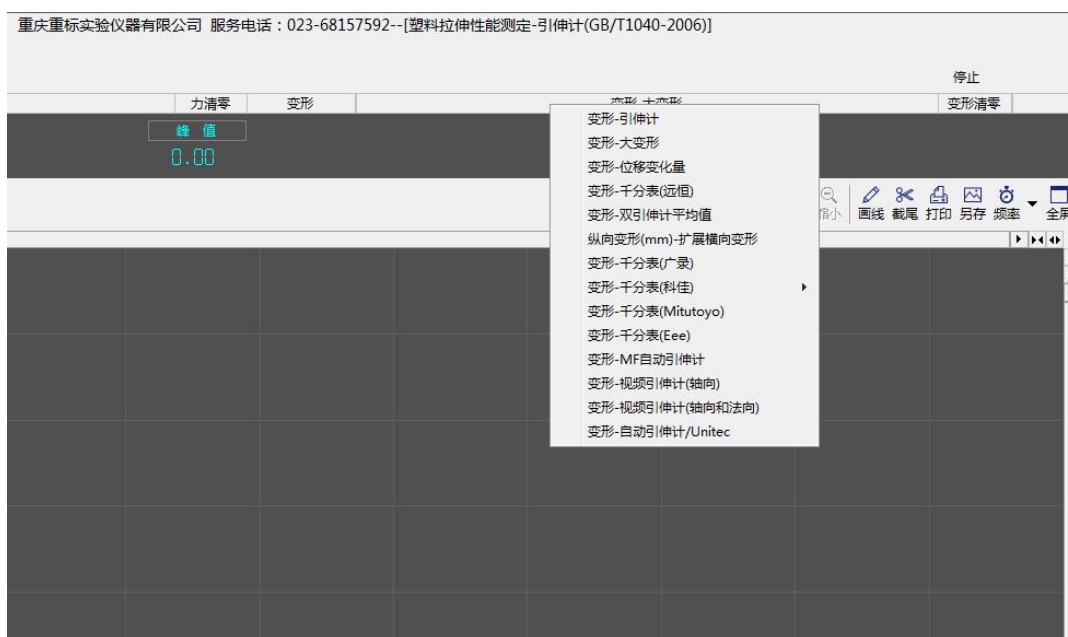 重庆重标实验仪器有限公司 服务电话：023-68157592--[塑料拉伸性能测定-引伸计(GB/T1040-2006)]
停止
力清零 变形 变形-大变形 变形清零
峰 值
0.00
变形-引伸计
变形-大变形
变形-位移变化量
变形-千分表(远恒)
变形-双引伸计平均值
纵向变形(mm)-扩展横向变形
变形-千分表(广录)
变形-千分表(科佳)
变形-千分表(Mitutoyo)
变形-千分表(Eee)
变形-MF自动引伸计
变形-视频引伸计(轴向)
变形-视频引伸计(轴向和法向)
变形-自动引伸计/Unitec
缩小 画线 截尾 打印 另存 频率 全屏